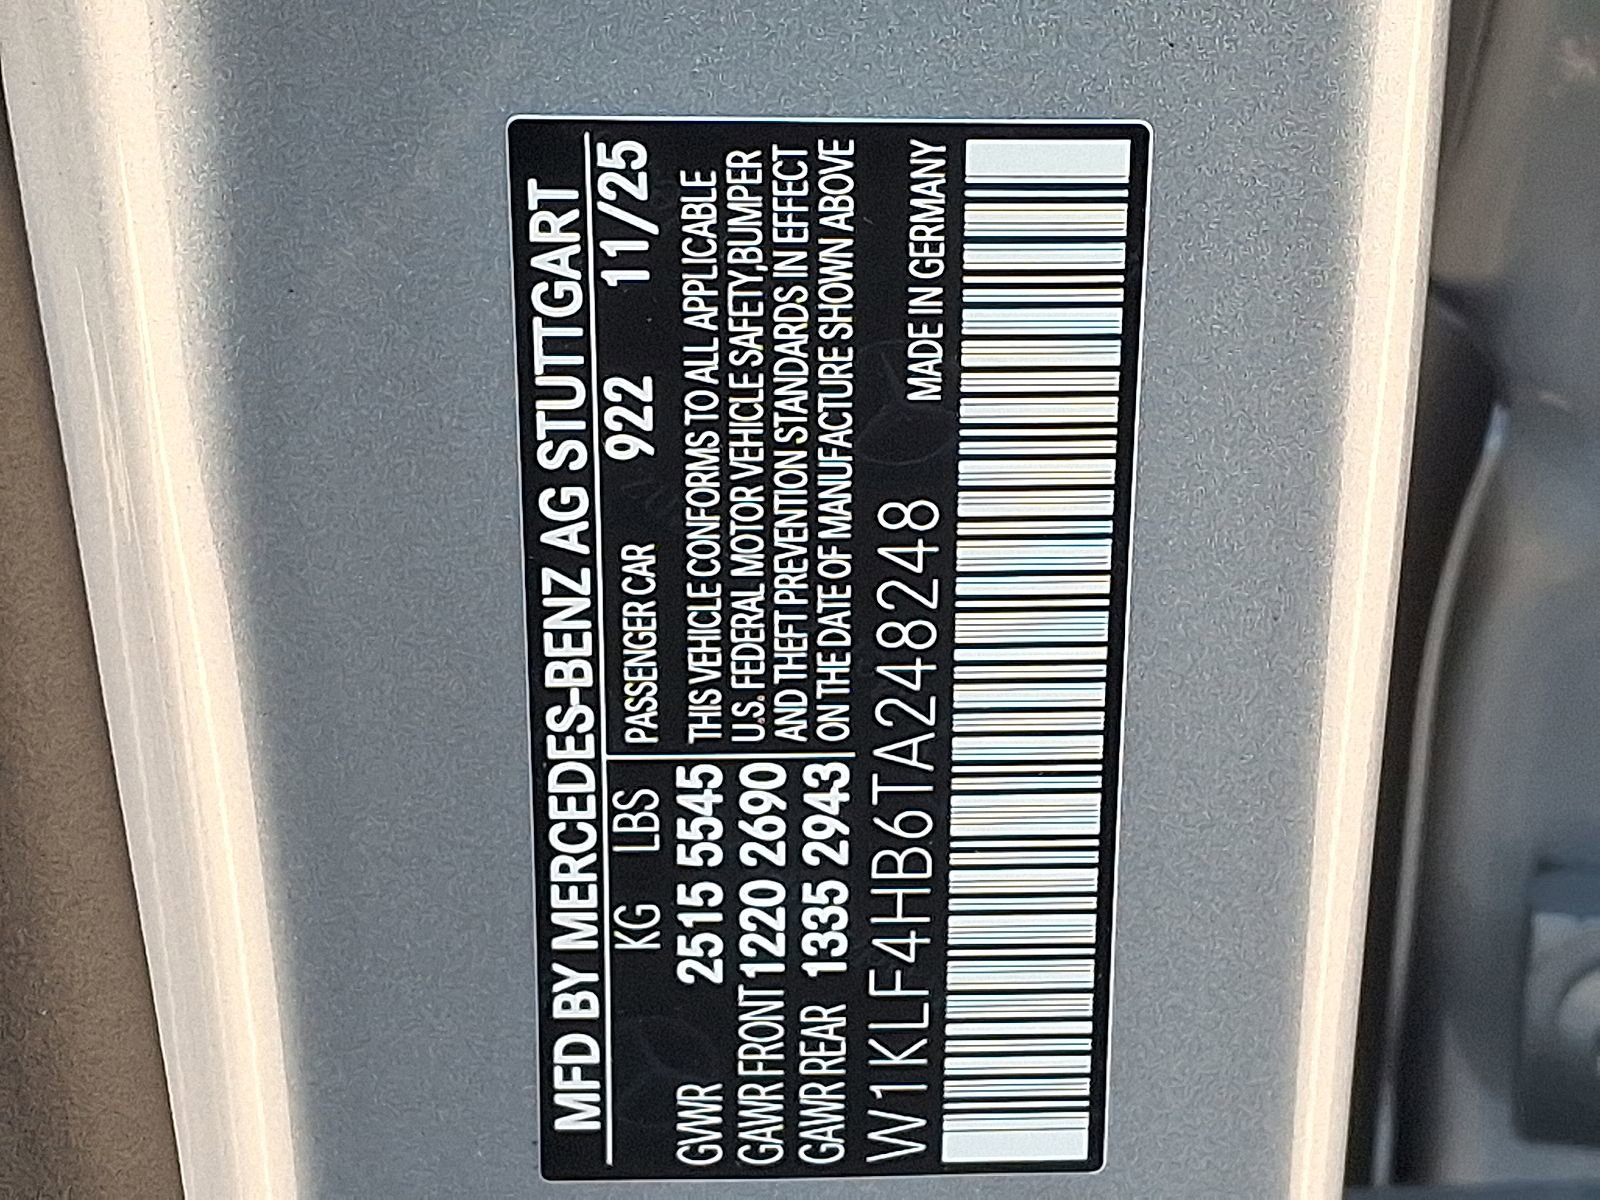 MFD BY MERCEDES-BENZ AG STUTTGART
KG LBS PASSENGER CAR 922 11/25
GVWR 2515 5545 THIS VEHICLE CONFORMS TO ALL APPLICABLE
GAWR FRONT 1220 2690 U.S. FEDERAL MOTOR VEHICLE SAFETY,BUMPER
AND THEFT PREVENTION STANDARDS IN EFFECT
GAWR REAR 1335 2943 ON THE DATE OF MANUFACTURE SHOWN ABOVE
W1KLF4HB6TA248248 MADE IN GERMANY